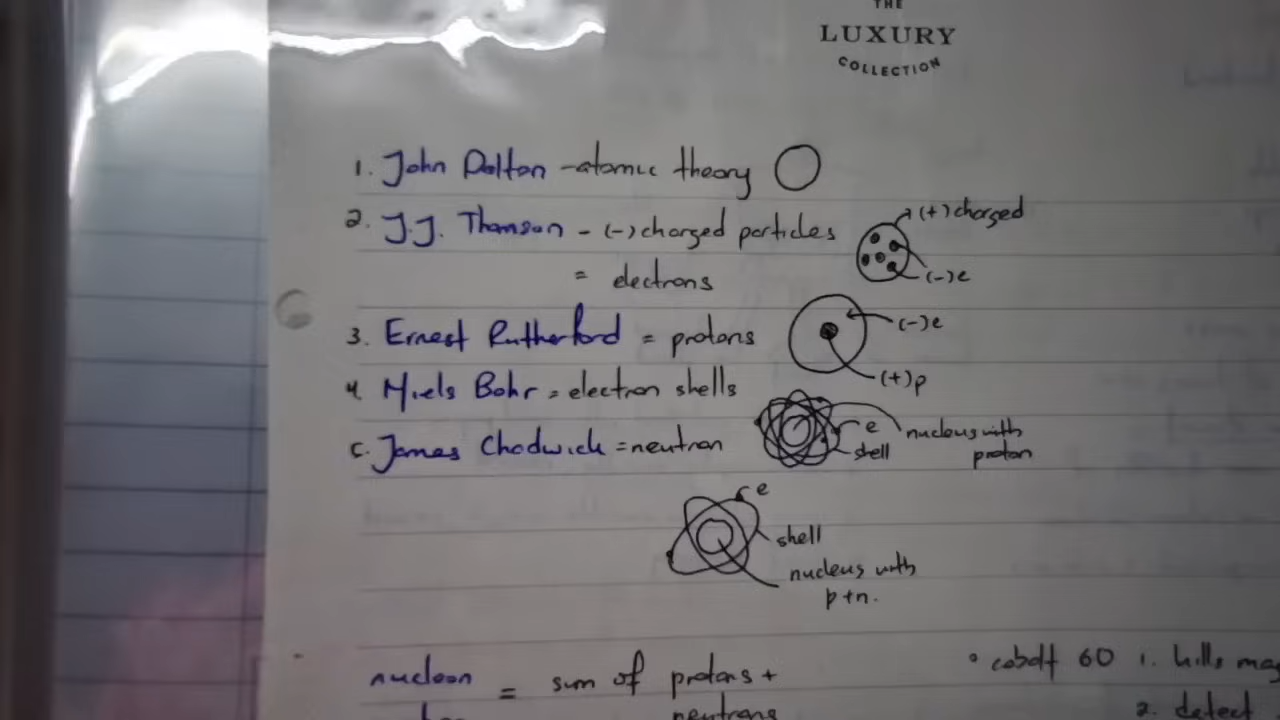 THE
LUXURY
COLLECTION
1. John Dalton - atomic theory
2. J.J. Thomson - (-) charged particles
= electrons
(+) charged
(-)e
3. Ernest Rutherford = protons
(-)e
(+)p
4. Niels Bohr = electron shells
e
shell
nucleus with
proton
5. James Chadwick = neutron
e
shell
nucleus with
p+n.
nucleon
= sum of protons +
neutrons
• cobalt 60 1. kills
2. detect